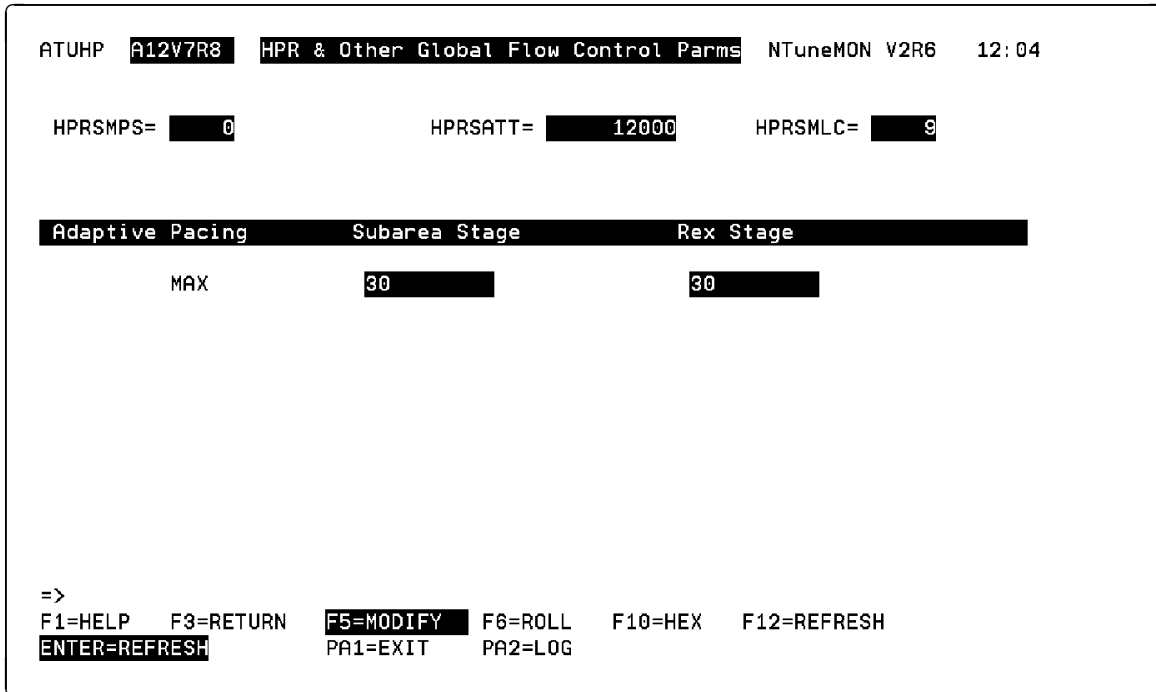 ATUHP A12V7R8 HPR & Other Global Flow Control Parms NTuneMON V2R6 12:04
HPRSMPS= 0 HPRSATT= 12000 HPRSMLC= 9
Adaptive Pacing Subarea Stage Rex Stage
MAX 30 30
=>
F1=HELP F3=RETURN F5=MODIFY F6=ROLL F10=HEX F12=REFRESH
ENTER=REFRESH PA1=EXIT PA2=LOG